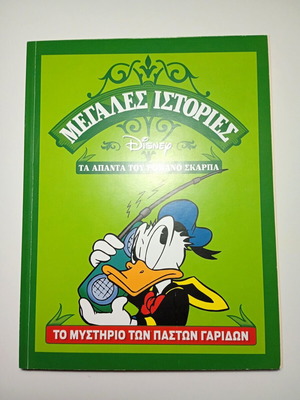 ΜΕΓΑΛΕΣ ΙΣΤΟΡΙΕΣ
Disney
ΤΑ ΑΠΑΝΤΑ ΤΟΥ ΡΟΜΑΝΟ ΣΚΑΡΠΑ
ΤΟ ΜΥΣΤΗΡΙΟ ΤΩΝ ΠΑΣΤΩΝ ΓΑΡΙΔΩΝ